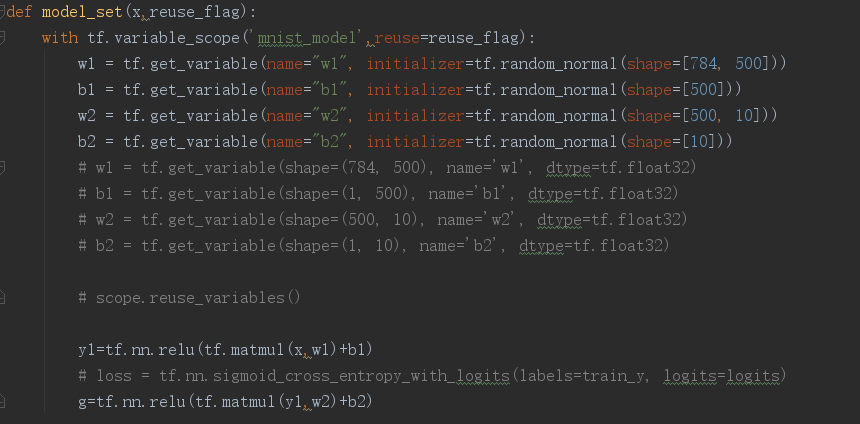 def model_set(x,reuse_flag):
    with tf.variable_scope('mnist_model',reuse=reuse_flag):
        w1 = tf.get_variable(name="w1", initializer=tf.random_normal(shape=[784, 500]))
        b1 = tf.get_variable(name="b1", initializer=tf.random_normal(shape=[500]))
        w2 = tf.get_variable(name="w2", initializer=tf.random_normal(shape=[500, 10]))
        b2 = tf.get_variable(name="b2", initializer=tf.random_normal(shape=[10]))
        # w1 = tf.get_variable(shape=(784, 500), name='w1', dtype=tf.float32)
        # b1 = tf.get_variable(shape=(1, 500), name='b1', dtype=tf.float32)
        # w2 = tf.get_variable(shape=(500, 10), name='w2', dtype=tf.float32)
        # b2 = tf.get_variable(shape=(1, 10), name='b2', dtype=tf.float32)
        # scope.reuse_variables()
        y1=tf.nn.relu(tf.matmul(x,w1)+b1)
        # loss = tf.nn.sigmoid_cross_entropy_with_logits(labels=train_y, logits=logits)
        g=tf.nn.relu(tf.matmul(y1,w2)+b2)